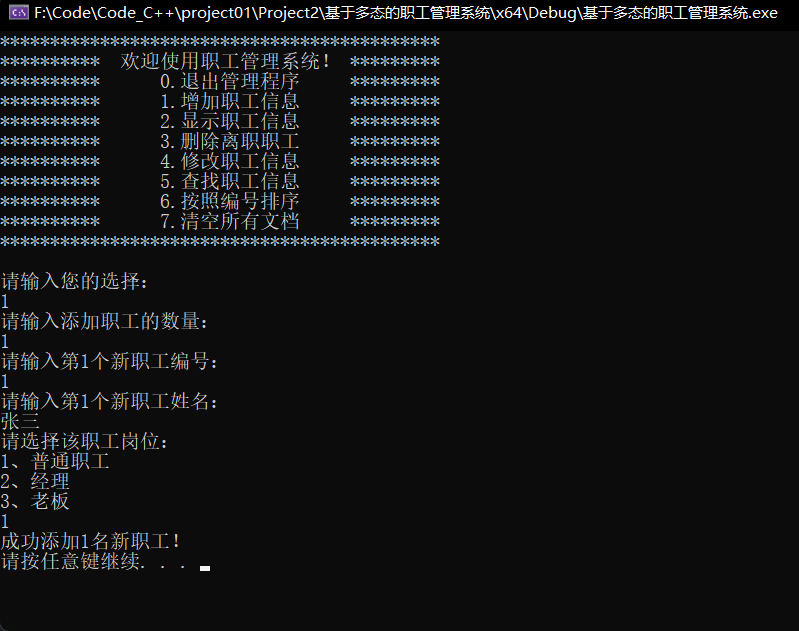 F:\Code\Code_C++\project01\Project2\基于多态的职工管理系统\x64\Debug\基于多态的职工管理系统.exe
********************************************
********** 欢迎使用职工管理系统! *********
********** 0.退出管理程序 *********
********** 1.增加职工信息 *********
********** 2.显示职工信息 *********
********** 3.删除离职职工 *********
********** 4.修改职工信息 *********
********** 5.查找职工信息 *********
********** 6.按照编号排序 *********
********** 7.清空所有文档 *********
********************************************
请输入您的选择:
1
请输入添加职工的数量:
1
请输入第1个新职工编号:
1
请输入第1个新职工姓名:
张三
请选择该职工岗位:
1、普通职工
2、经理
3、老板
1
成功添加1名新职工!
请按任意键继续. . .